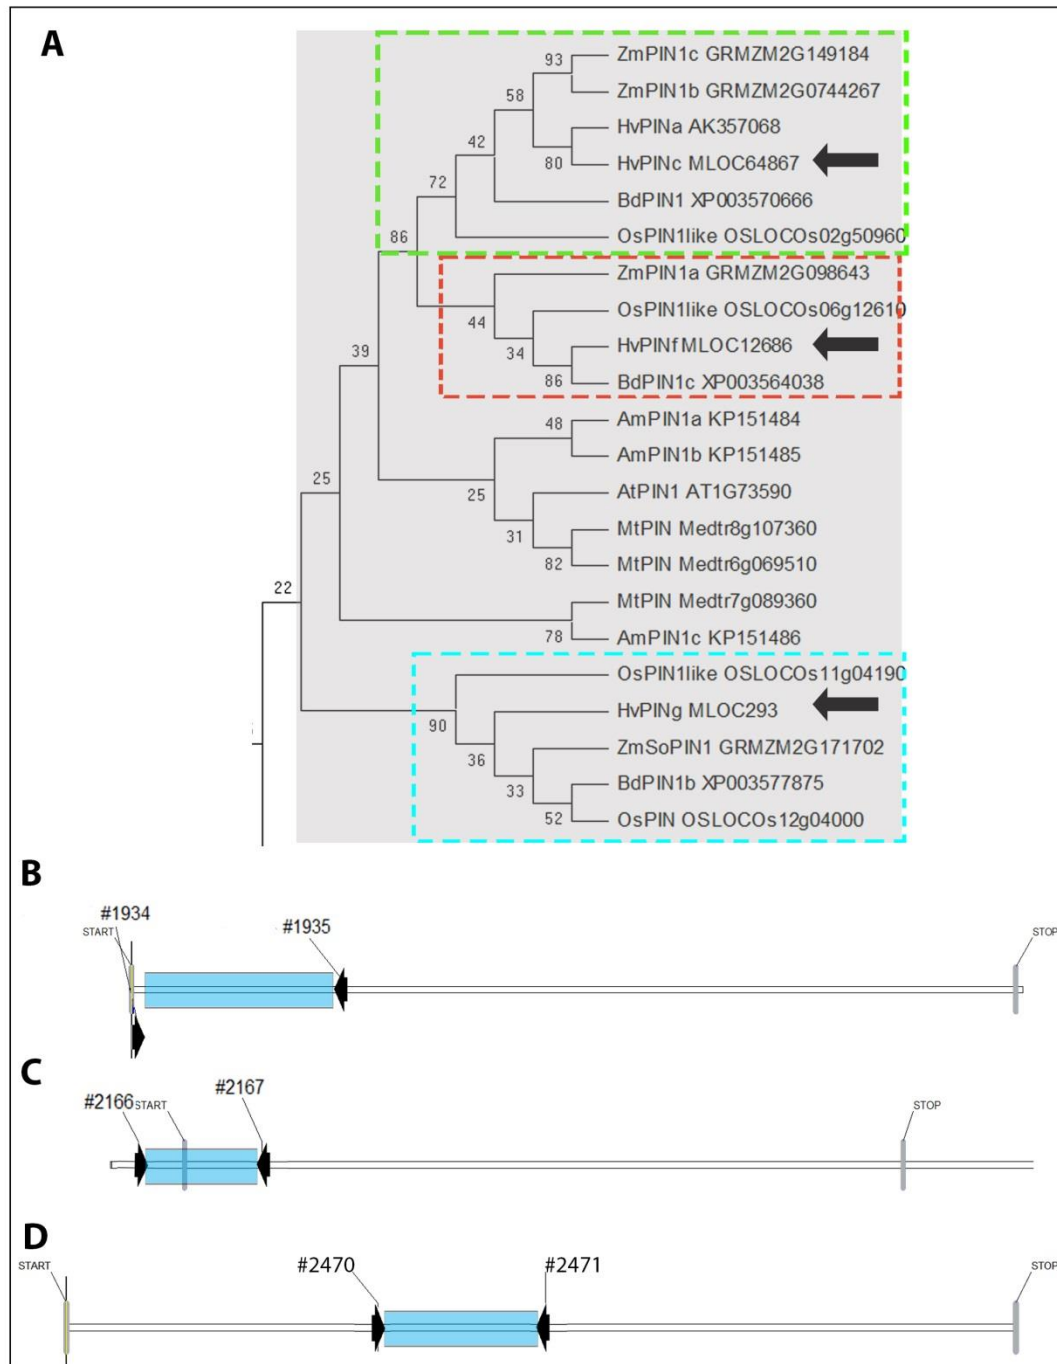 A
93
ZmPIN1c GRMZM2G149184
58
ZmPIN1b GRMZM2G0744267
42
HvPINa AK357068
80
HvPINc MLOC64867
72
BdPIN1 XP003570666
86
OsPIN1like OSLOCOs02g50960
ZmPIN1a GRMZM2G098643
44
OsPIN1like OSLOCOs06g12610
39
34
HvPINf MLOC12686
86
BdPIN1c XP003564038
48
AmPIN1a KP151484
AmPIN1b KP151485
25
25
AtPIN1 AT1G73590
31
MtPIN Medtr8g107360
82
MtPIN Medtr6g069510
22
MtPIN Medtr7g089360
78
AmPIN1c KP151486
OsPIN1like OSLOCOs11g04190
90
HvPINg MLOC293
36
ZmSoPIN1 GRMZM2G171702
33
BdPIN1b XP003577875
52
OsPIN OSLOCOs12g04000
B
#1934
START
#1935
STOP
C
#2166
START
#2167
STOP
D
START
#2470
#2471
STOP